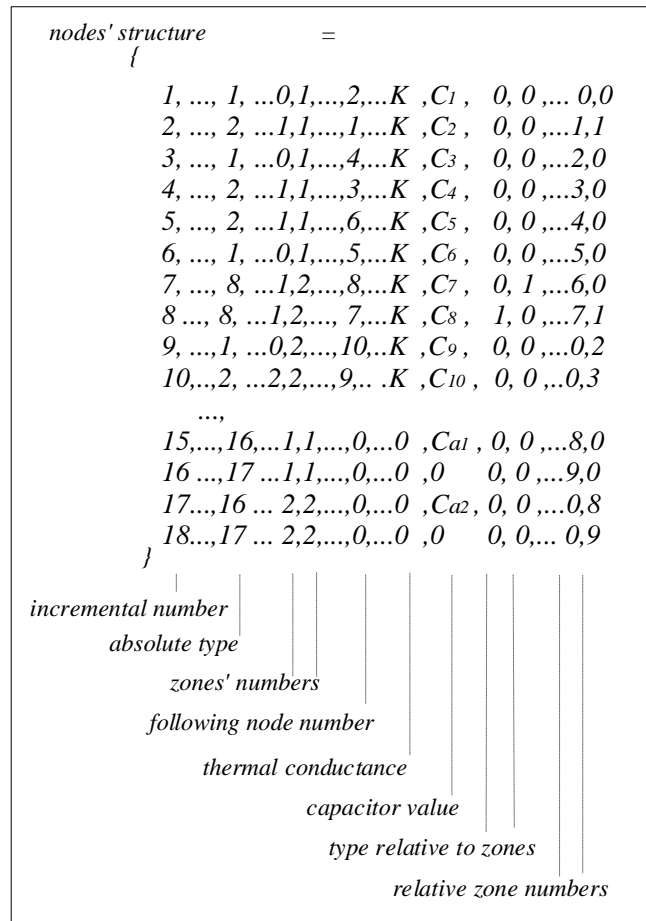 nodes' structure =
{
1, ..., 1, ...0,1,...,2,...K ,C1 , 0, 0 ,... 0,0
2, ..., 2, ...1,1,...,1,...K ,C2 , 0, 0 ,...1,1
3, ..., 1, ...0,1,...,4,...K ,C3 , 0, 0 ,...2,0
4, ..., 2, ...1,1,...,3,...K ,C4 , 0, 0 ,...3,0
5, ..., 2, ...1,1,...,6,...K ,C5 , 0, 0 ,...4,0
6, ..., 1, ...0,1,...,5,...K ,C6 , 0, 0 ,...5,0
7, ..., 8, ...1,2,...,8,...K ,C7 , 0, 1 ,...6,0
8 ..., 8, ...1,2,..., 7,...K ,C8 , 1, 0 ,...7,1
9, ...,1, ...0,2,...,10,..K ,C9 , 0, 0 ,...0,2
10,..,2, ...2,2,...,9,.. .K ,C10 , 0, 0 ,..0,3
...,
15,...,16,...1,1,...,0,...0 ,Ca1 , 0, 0 ,...8,0
16 ...,17 ...1,1,...,0,...0 ,0 0, 0 ,...9,0
17...,16 ... 2,2,...,0,...0 ,Ca2 , 0, 0 ,...0,8
18...,17 ... 2,2,...,0,...0 ,0 0, 0,... 0,9
}
incremental number
absolute type
zones' numbers
following node number
thermal conductance
capacitor value
type relative to zones
relative zone numbers